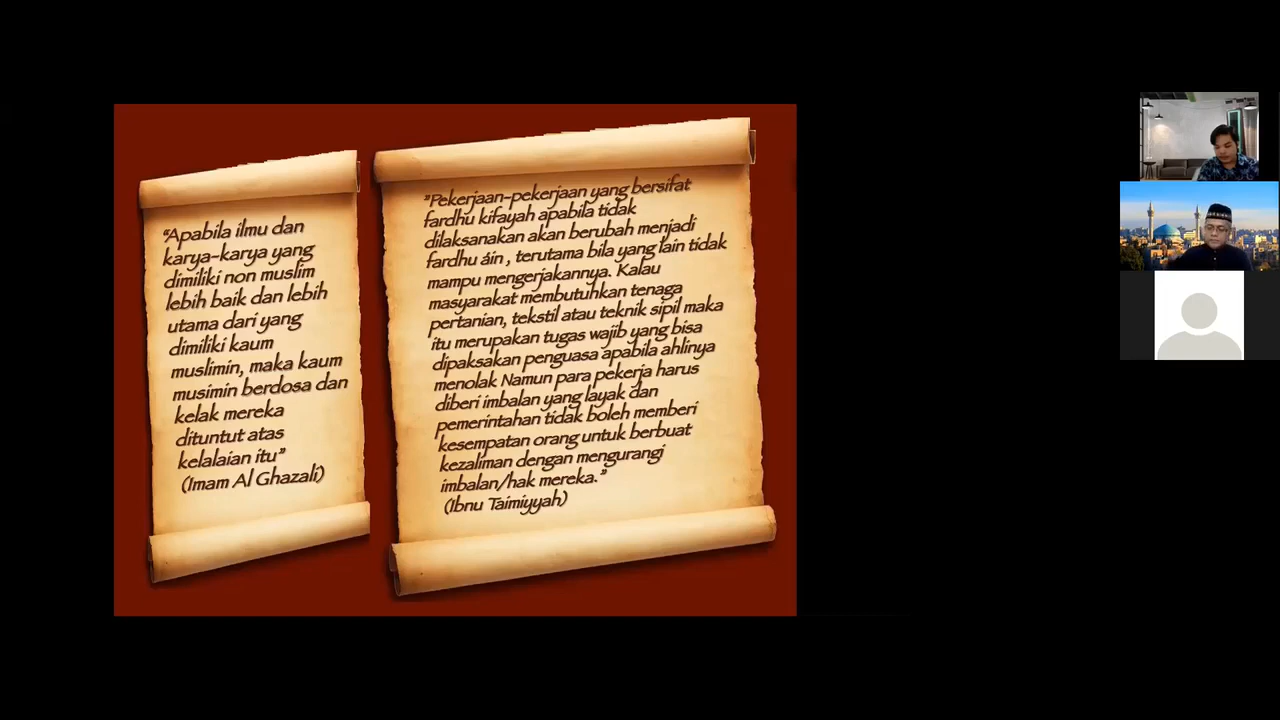 “Apabila ilmu dan
karya-karya yang
dimiliki non muslim
lebih baik dan lebih
utama dari yang
dimiliki kaum
muslimin, maka kaum
musimin berdosa dan
kelak mereka
dituntut atas
kelalaian itu”
(Imam Al Ghazali)
”Pekerjaan-pekerjaan yang bersifat
fardhu kifayah apabila tidak
dilaksanakan akan berubah menjadi
fardhu áin , terutama bila yang lain tidak
mampu mengerjakannya. Kalau
masyarakat membutuhkan tenaga
pertanian, tekstil atau teknik sipil maka
itu merupakan tugas wajib yang bisa
dipaksakan penguasa apabila ahlinya
menolak Namun para pekerja harus
diberi imbalan yang layak dan
pemerintahan tidak boleh memberi
kesempatan orang untuk berbuat
kezaliman dengan mengurangi
imbalan/hak mereka.”
(Ibnu Taimiyyah)